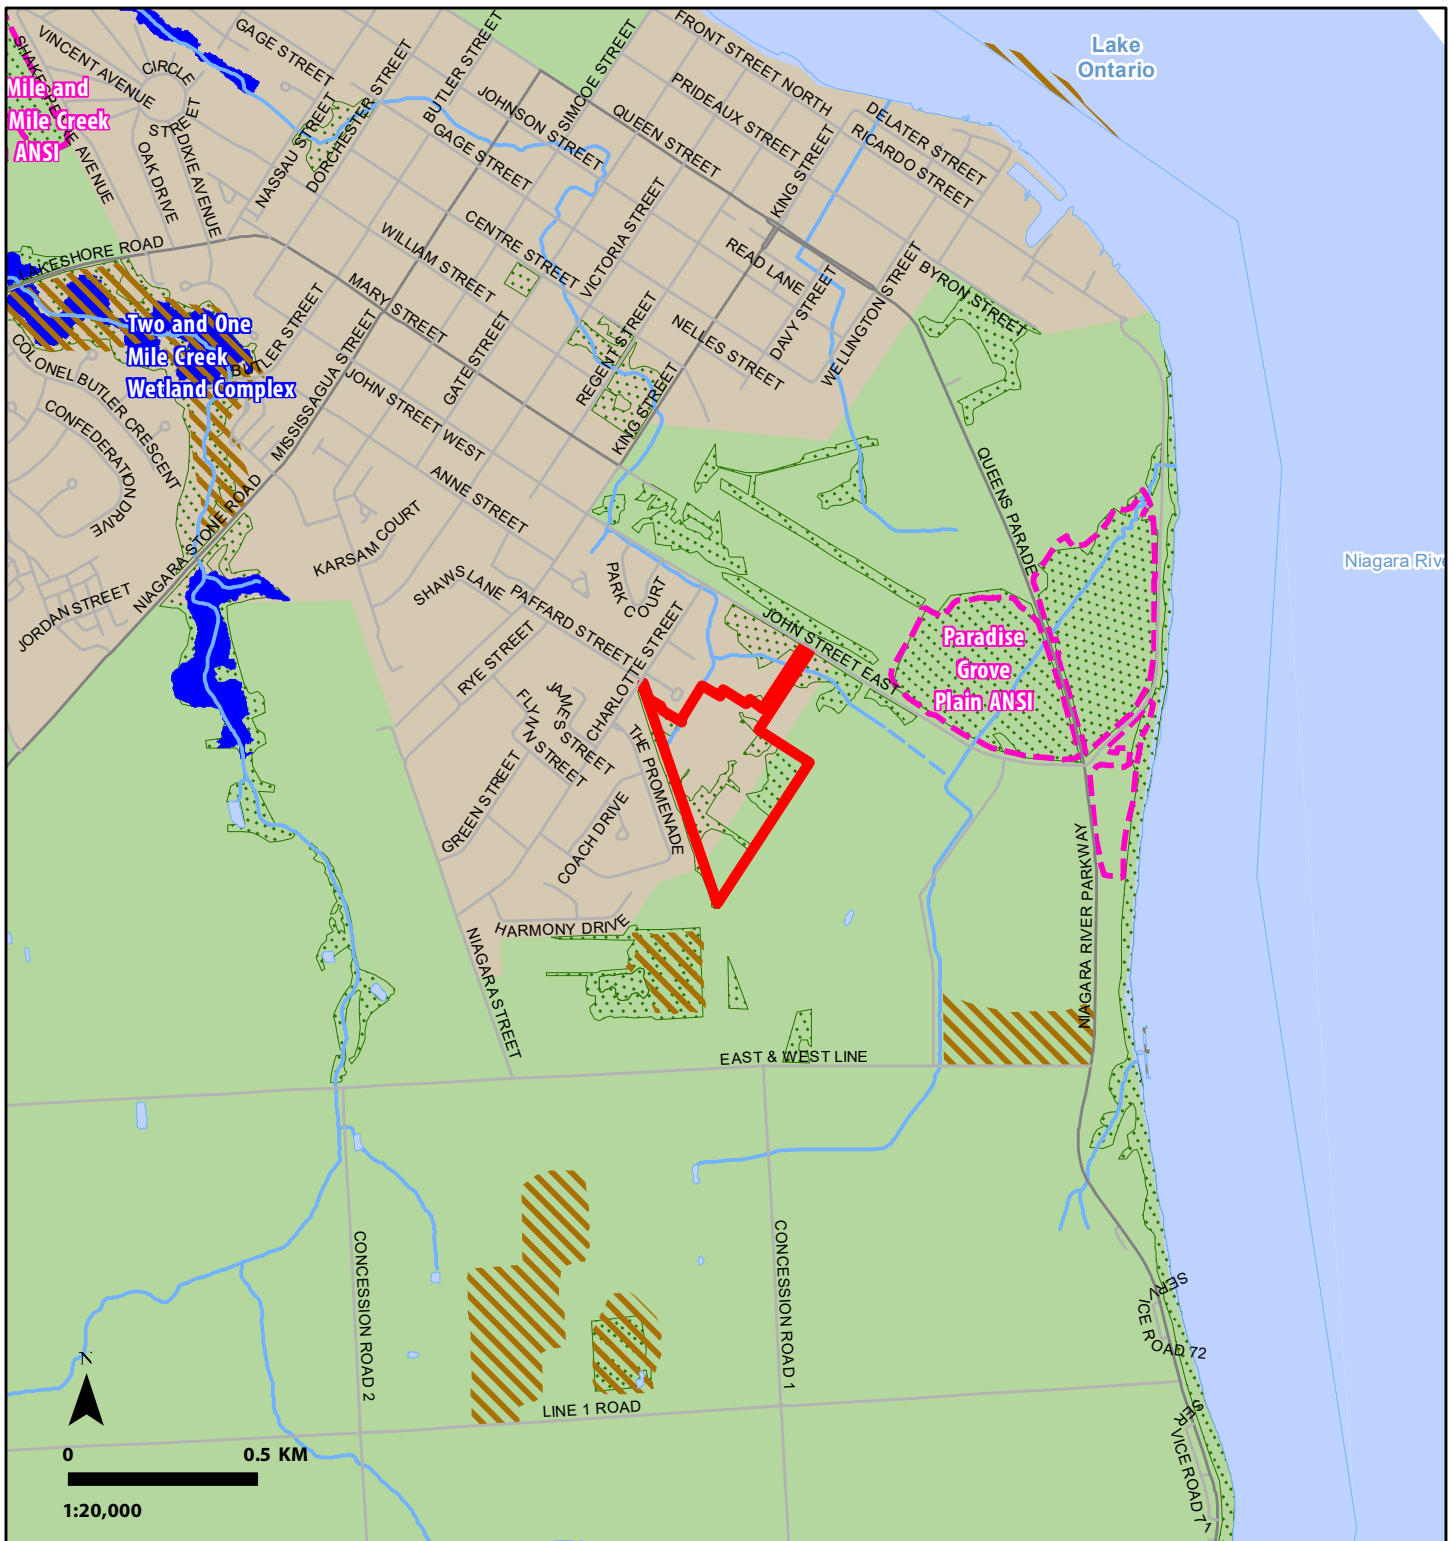 GAGE STREET
BUTLER STREET
SIMCOE STREET
FRONT STREET NORTH
VINCENT AVENUE
CIRCLE
STREET
Lake
Ontario
Mile and
Mile Creek
ANSI
AVENUE
OAK DRIVE
DIXIE AVENUE
NASSAU STREET
DORCHESTER STREET
JOHNSON STREET
GAGE STREET
QUEEN STREET
PRIDEAUX STREET
KING STREET
DELATER STREET
RICARDO STREET
LAKESHORE ROAD
WILLIAM STREET
CENTRE STREET
VICTORIA STREET
READ LANE
DAVY STREET
WELLINGTON STREET
BYRON STREET
MARY STREET
BUTLER STREET
Two and One
Mile Creek
Wetland Complex
COLONEL BUTLER CRESCENT
CONFEDERATION DRIVE
MISSISSAGUA STREET
JOHN STREET WEST
GATE STREET
REGENT STREET
NELLES STREET
KING STREET
ANNE STREET
QUEENS PARADE
NIAGARA STONE ROAD
KARSAM COURT
JORDAN STREET
SHAWS LANE
PAFFARD STREET
PARK COURT
Niagara Rive
JOHN STREET EAST
Paradise
Grove
Plain ANSI
RYE STREET
CHARLOTTE STREET
JAMES STREET
FLYNN STREET
THE PROMENADE
GREEN STREET
COACH DRIVE
HARMONY DRIVE
NIAGARA STREET
NIAGARA RIVER PARKWAY
EAST & WEST LINE
CONCESSION ROAD 2
CONCESSION ROAD 1
SERVICE ROAD 72
LINE 1 ROAD
SERVICE ROAD 71
N
0 0.5 KM
1:20,000